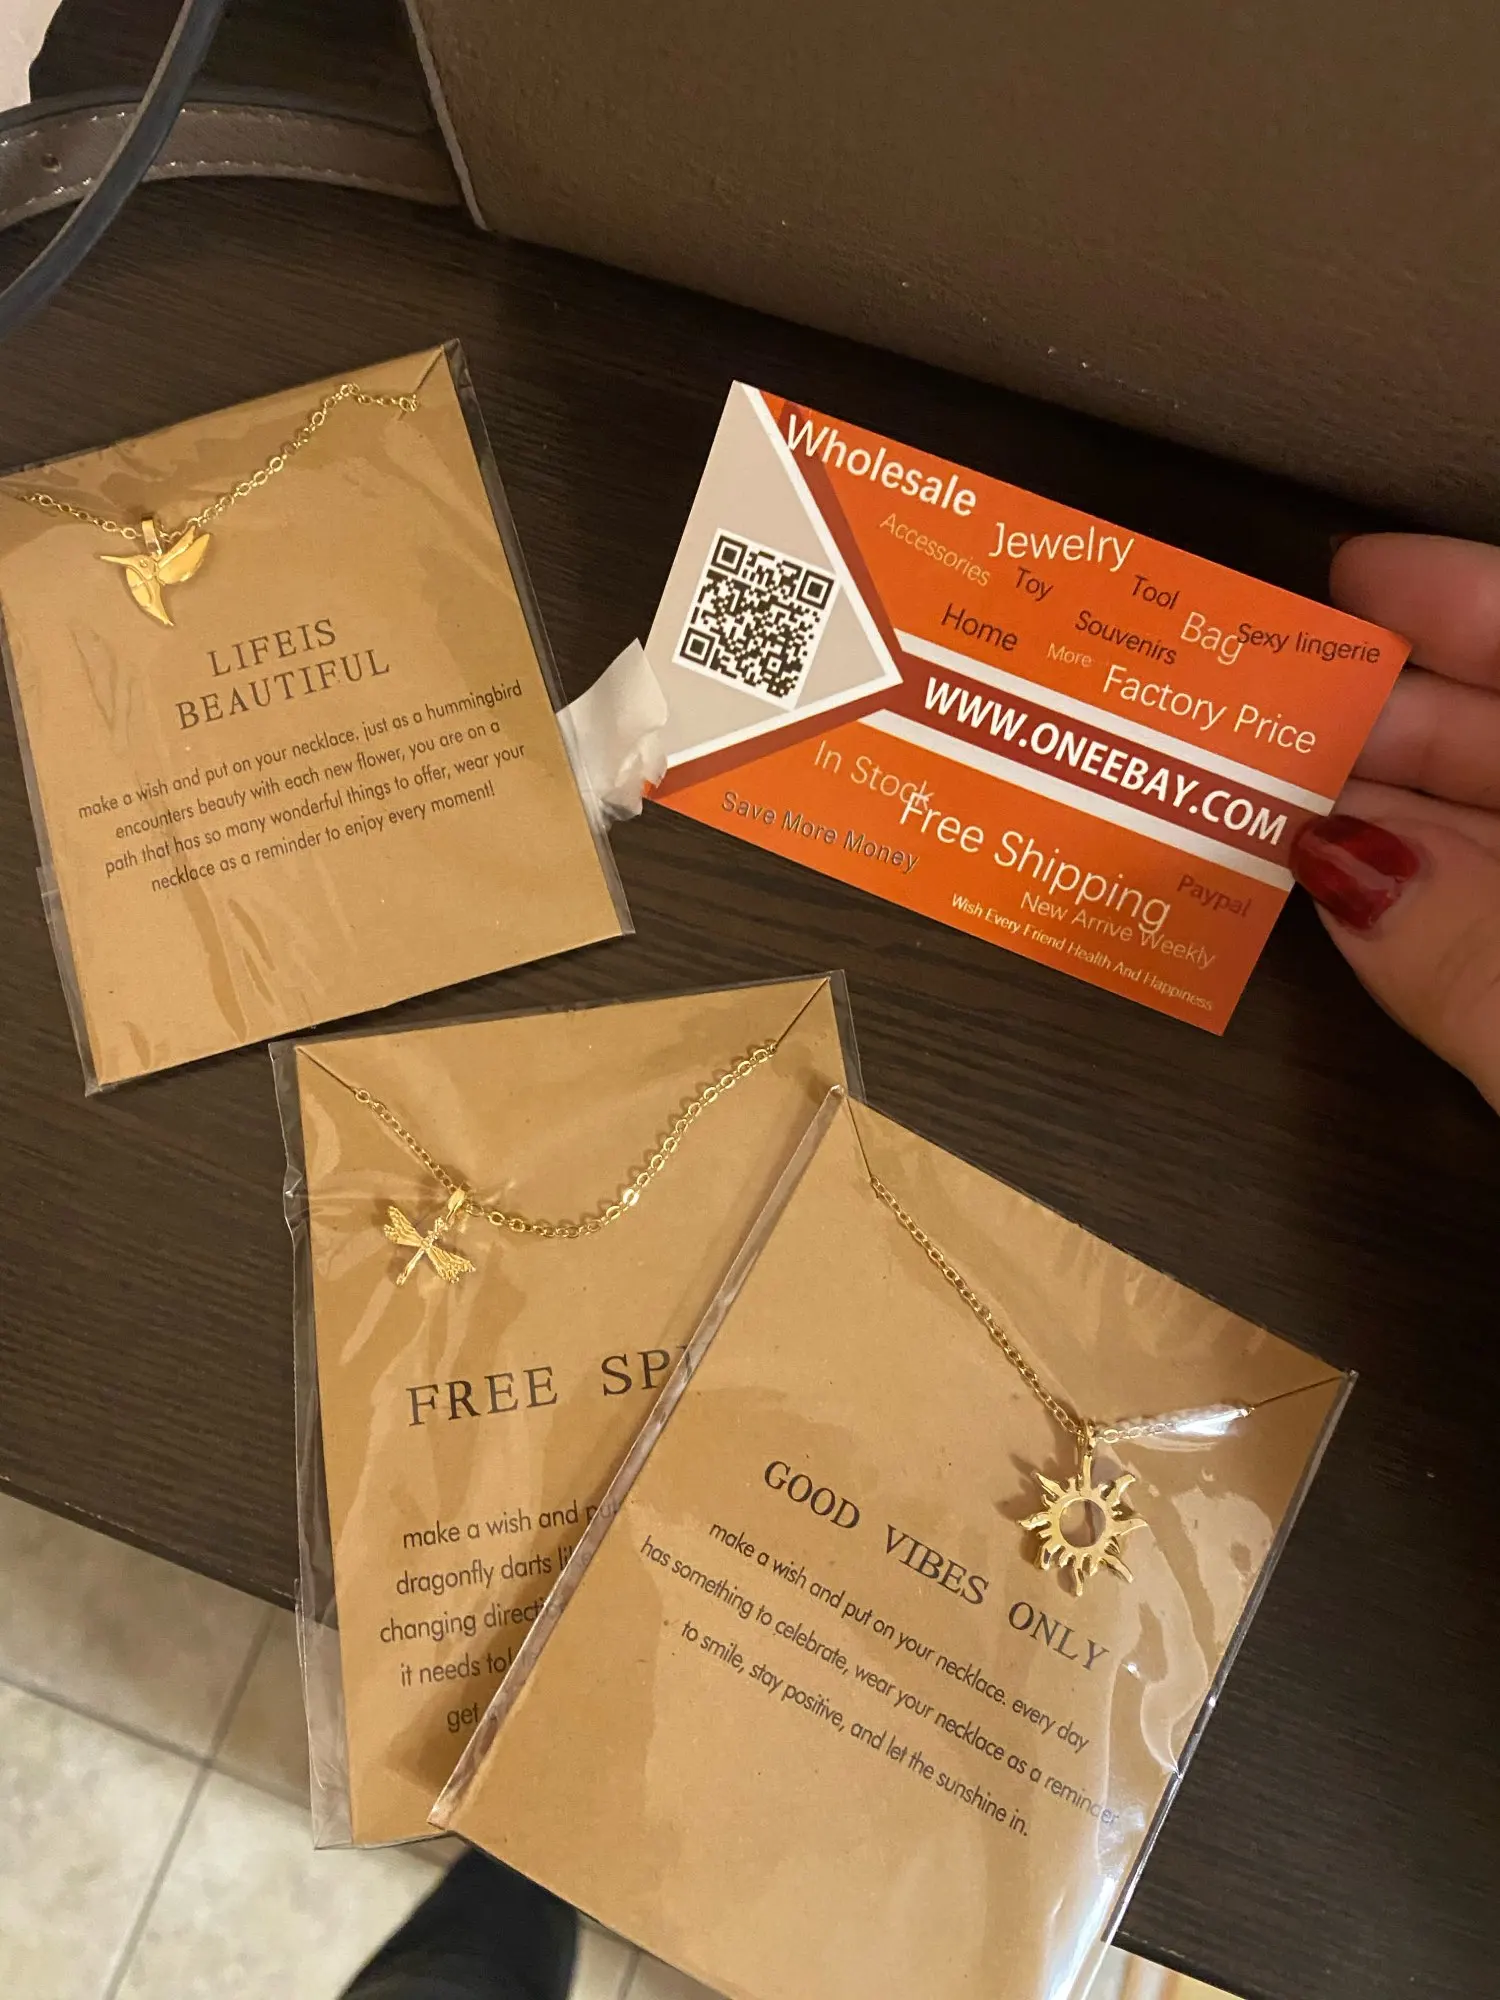 LIFEIS
BEAUTIFUL
make a wish and put on your necklace, just as a hummingbird
encounters beauty with each new flower, you are on a
path that has so many wonderful things to offer, wear your
necklace as a reminder to enjoy every moment!
Wholesale
Jewelry
Accessories
Toy
Tool
Home
Souvenirs
Bag
Sexy lingerie
More
Factory Price
WWW.ONEEBAY.COM
In Stock
Free Shipping
Save More Money
Paypal
New Arrive Weekly
Wish Every Friend Health And Happiness
FREE SP
make a wish and pu
dragonfly darts
changing direct
it needs to
get
GOOD VIBES ONLY
make a wish and put on your necklace. every day
has something to celebrate, wear your necklace as a reminder
to smile, stay positive, and let the sunshine in.